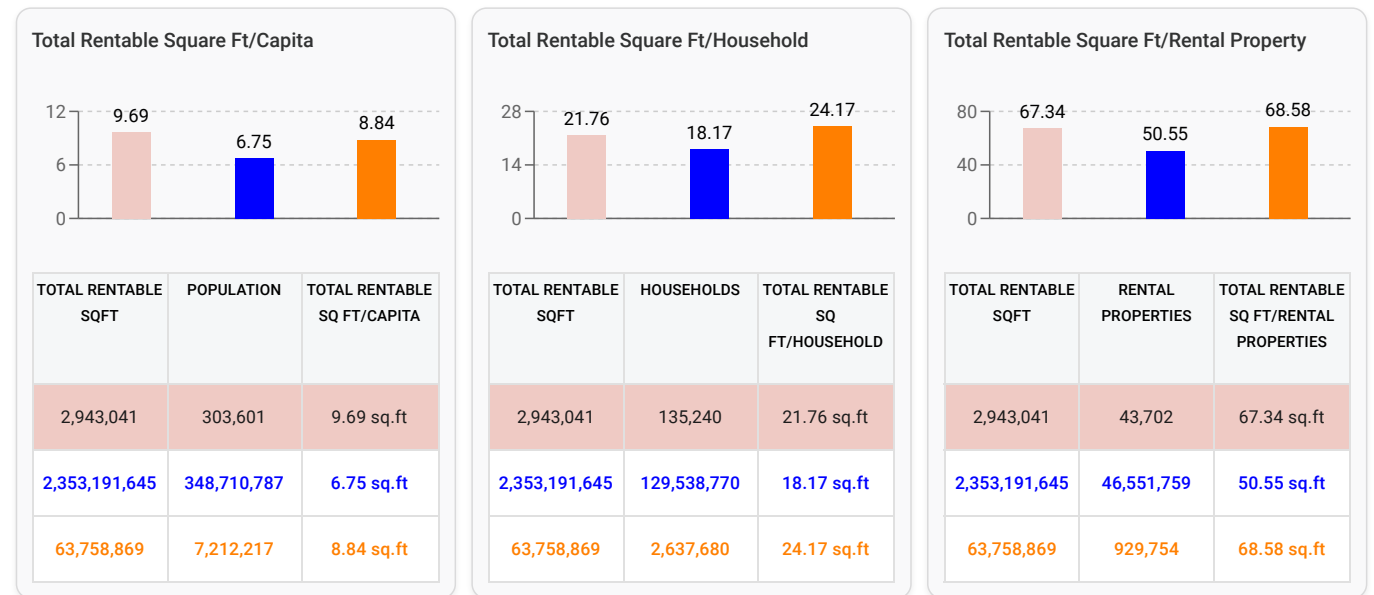 Total Rentable Square Ft/Capita
12
9.69
8.84
6.75
6
0
TOTAL RENTABLE SQFT
POPULATION
TOTAL RENTABLE SQ FT/CAPITA
2,943,041
303,601
9.69 sq.ft
2,353,191,645
348,710,787
6.75 sq.ft
63,758,869
7,212,217
8.84 sq.ft
Total Rentable Square Ft/Household
28
21.76
18.17
24.17
14
0
TOTAL RENTABLE SQFT
HOUSEHOLDS
TOTAL RENTABLE SQ FT/HOUSEHOLD
2,943,041
135,240
21.76 sq.ft
2,353,191,645
129,538,770
18.17 sq.ft
63,758,869
2,637,680
24.17 sq.ft
Total Rentable Square Ft/Rental Property
80
67.34
50.55
68.58
40
0
TOTAL RENTABLE SQFT
RENTAL PROPERTIES
TOTAL RENTABLE SQ FT/RENTAL PROPERTIES
2,943,041
43,702
67.34 sq.ft
2,353,191,645
46,551,759
50.55 sq.ft
63,758,869
929,754
68.58 sq.ft